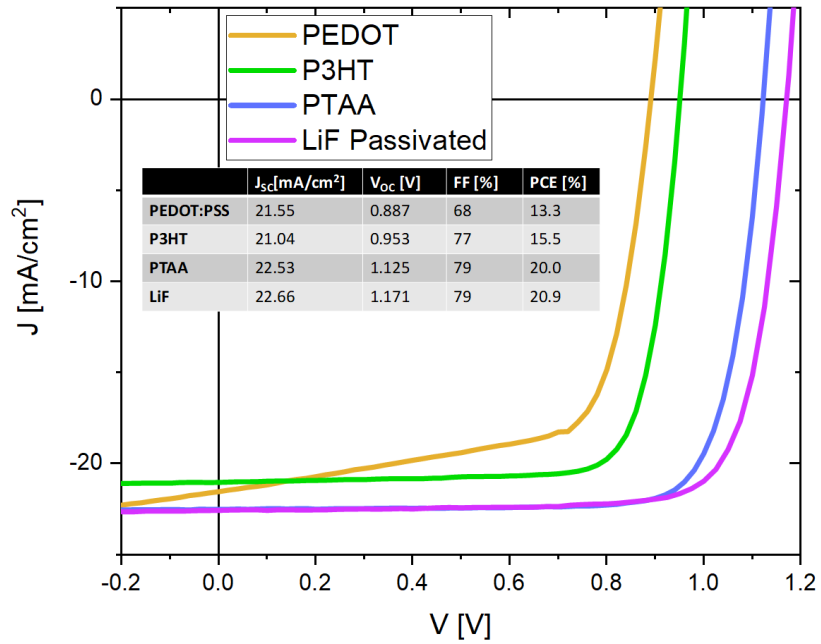 PEDOT
P3HT
PTAA
LiF Passivated
J_SC[mA/cm²] V_OC [V] FF [%] PCE [%]
PEDOT:PSS 21.55 0.887 68 13.3
P3HT 21.04 0.953 77 15.5
PTAA 22.53 1.125 79 20.0
LiF 22.66 1.171 79 20.9
J [mA/cm²]
0
-10
-20
-0.2 0.0 0.2 0.4 0.6 0.8 1.0 1.2
V [V]